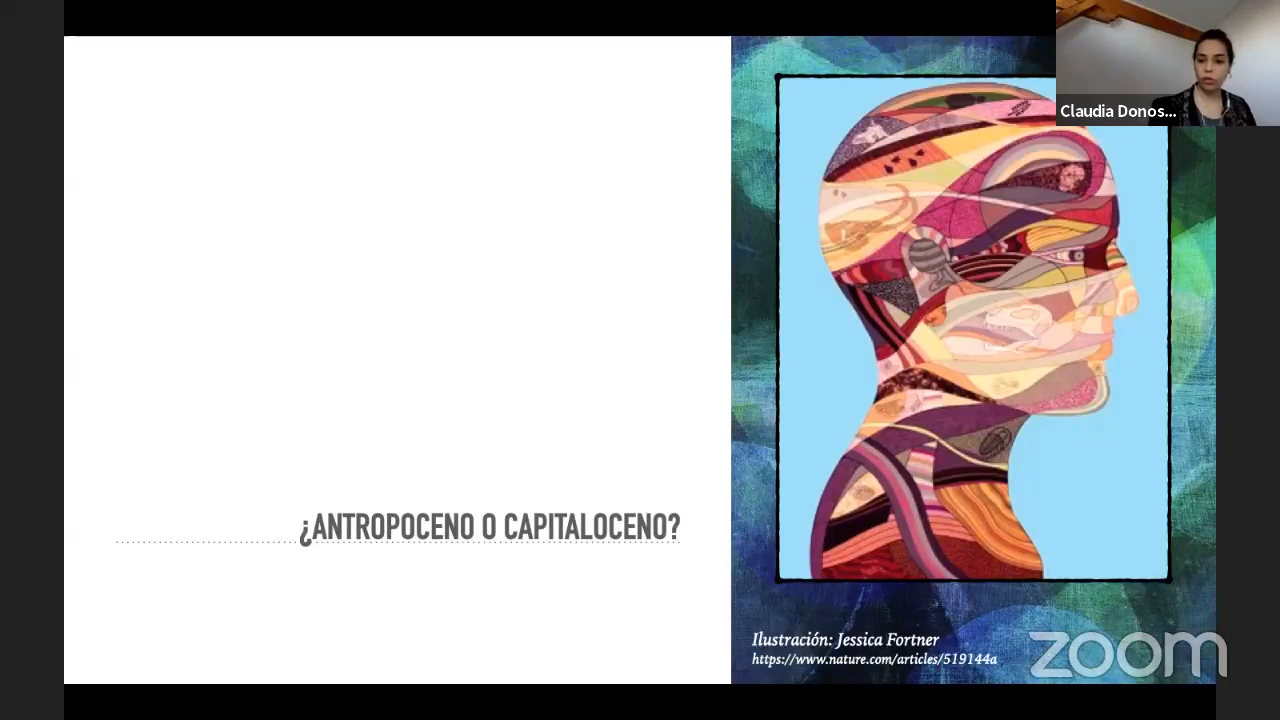 Claudia Donos...
¿ANTROPOCENO O CAPITALOCENO?
Ilustración: Jessica Fortner
https://www.nature.com/articles/519144a
zoom